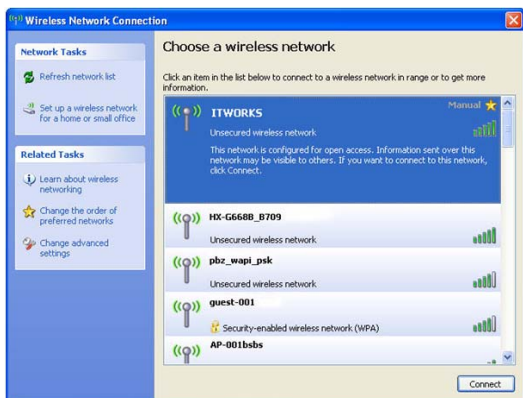 Wireless Network Connection
Network Tasks
Refresh network list
Set up a wireless network
for a home or small office
Related Tasks
Learn about wireless
networking
Change the order of
preferred networks
Change advanced
settings
Choose a wireless network
Click an item in the list below to connect to a wireless network in range or to get more
information.
ITWORKS
Manual
Unsecured wireless network
This network is configured for open access. Information sent over this
network may be visible to others. If you want to connect to this network,
click Connect.
HX-G668B_B709
Unsecured wireless network
pbz_wapi_psk
Unsecured wireless network
guest-001
Security-enabled wireless network (WPA)
AP-001bsbs
Connect